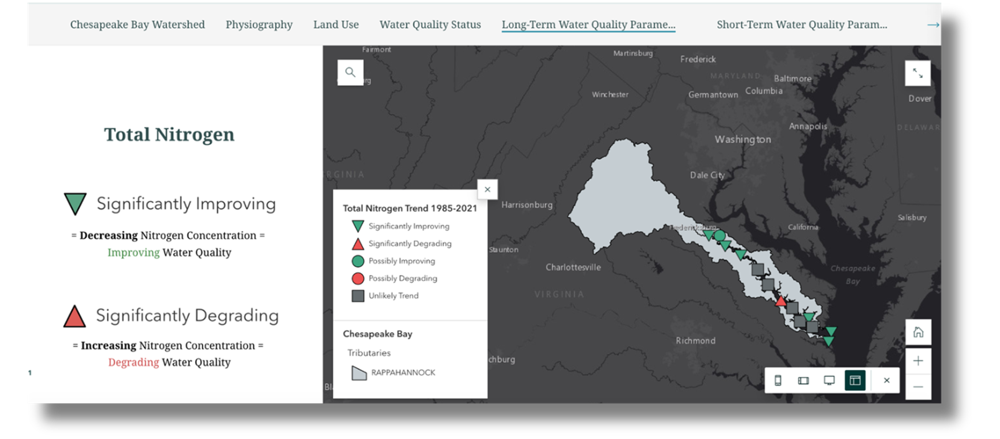 Chesapeake Bay Watershed Physiography Land Use Water Quality Status Long-Term Water Quality Parame... Short-Term Water Quality Param...
Total Nitrogen
Significantly Improving
= Decreasing Nitrogen Concentration =
Improving Water Quality
Significantly Degrading
= Increasing Nitrogen Concentration =
Degrading Water Quality
1
Fairmont
Martinsburg
Frederick
MARYLAND
Baltimore
rg
Winchester
Germantown
Columbia
Dover
Annapolis
DELAWAR
Washington
RGINIA
Dale City
Harrisonburg
Salisbury
Fredericksburg
California
Staunton
Charlottesville
Chesapeake
Bay
VIRGINIA
Richmond
chburg
Bl
Total Nitrogen Trend 1985-2021
Significantly Improving
Significantly Degrading
Possibly Improving
Possibly Degrading
Unlikely Trend
Chesapeake Bay
Tributaries
RAPPAHANNOCK